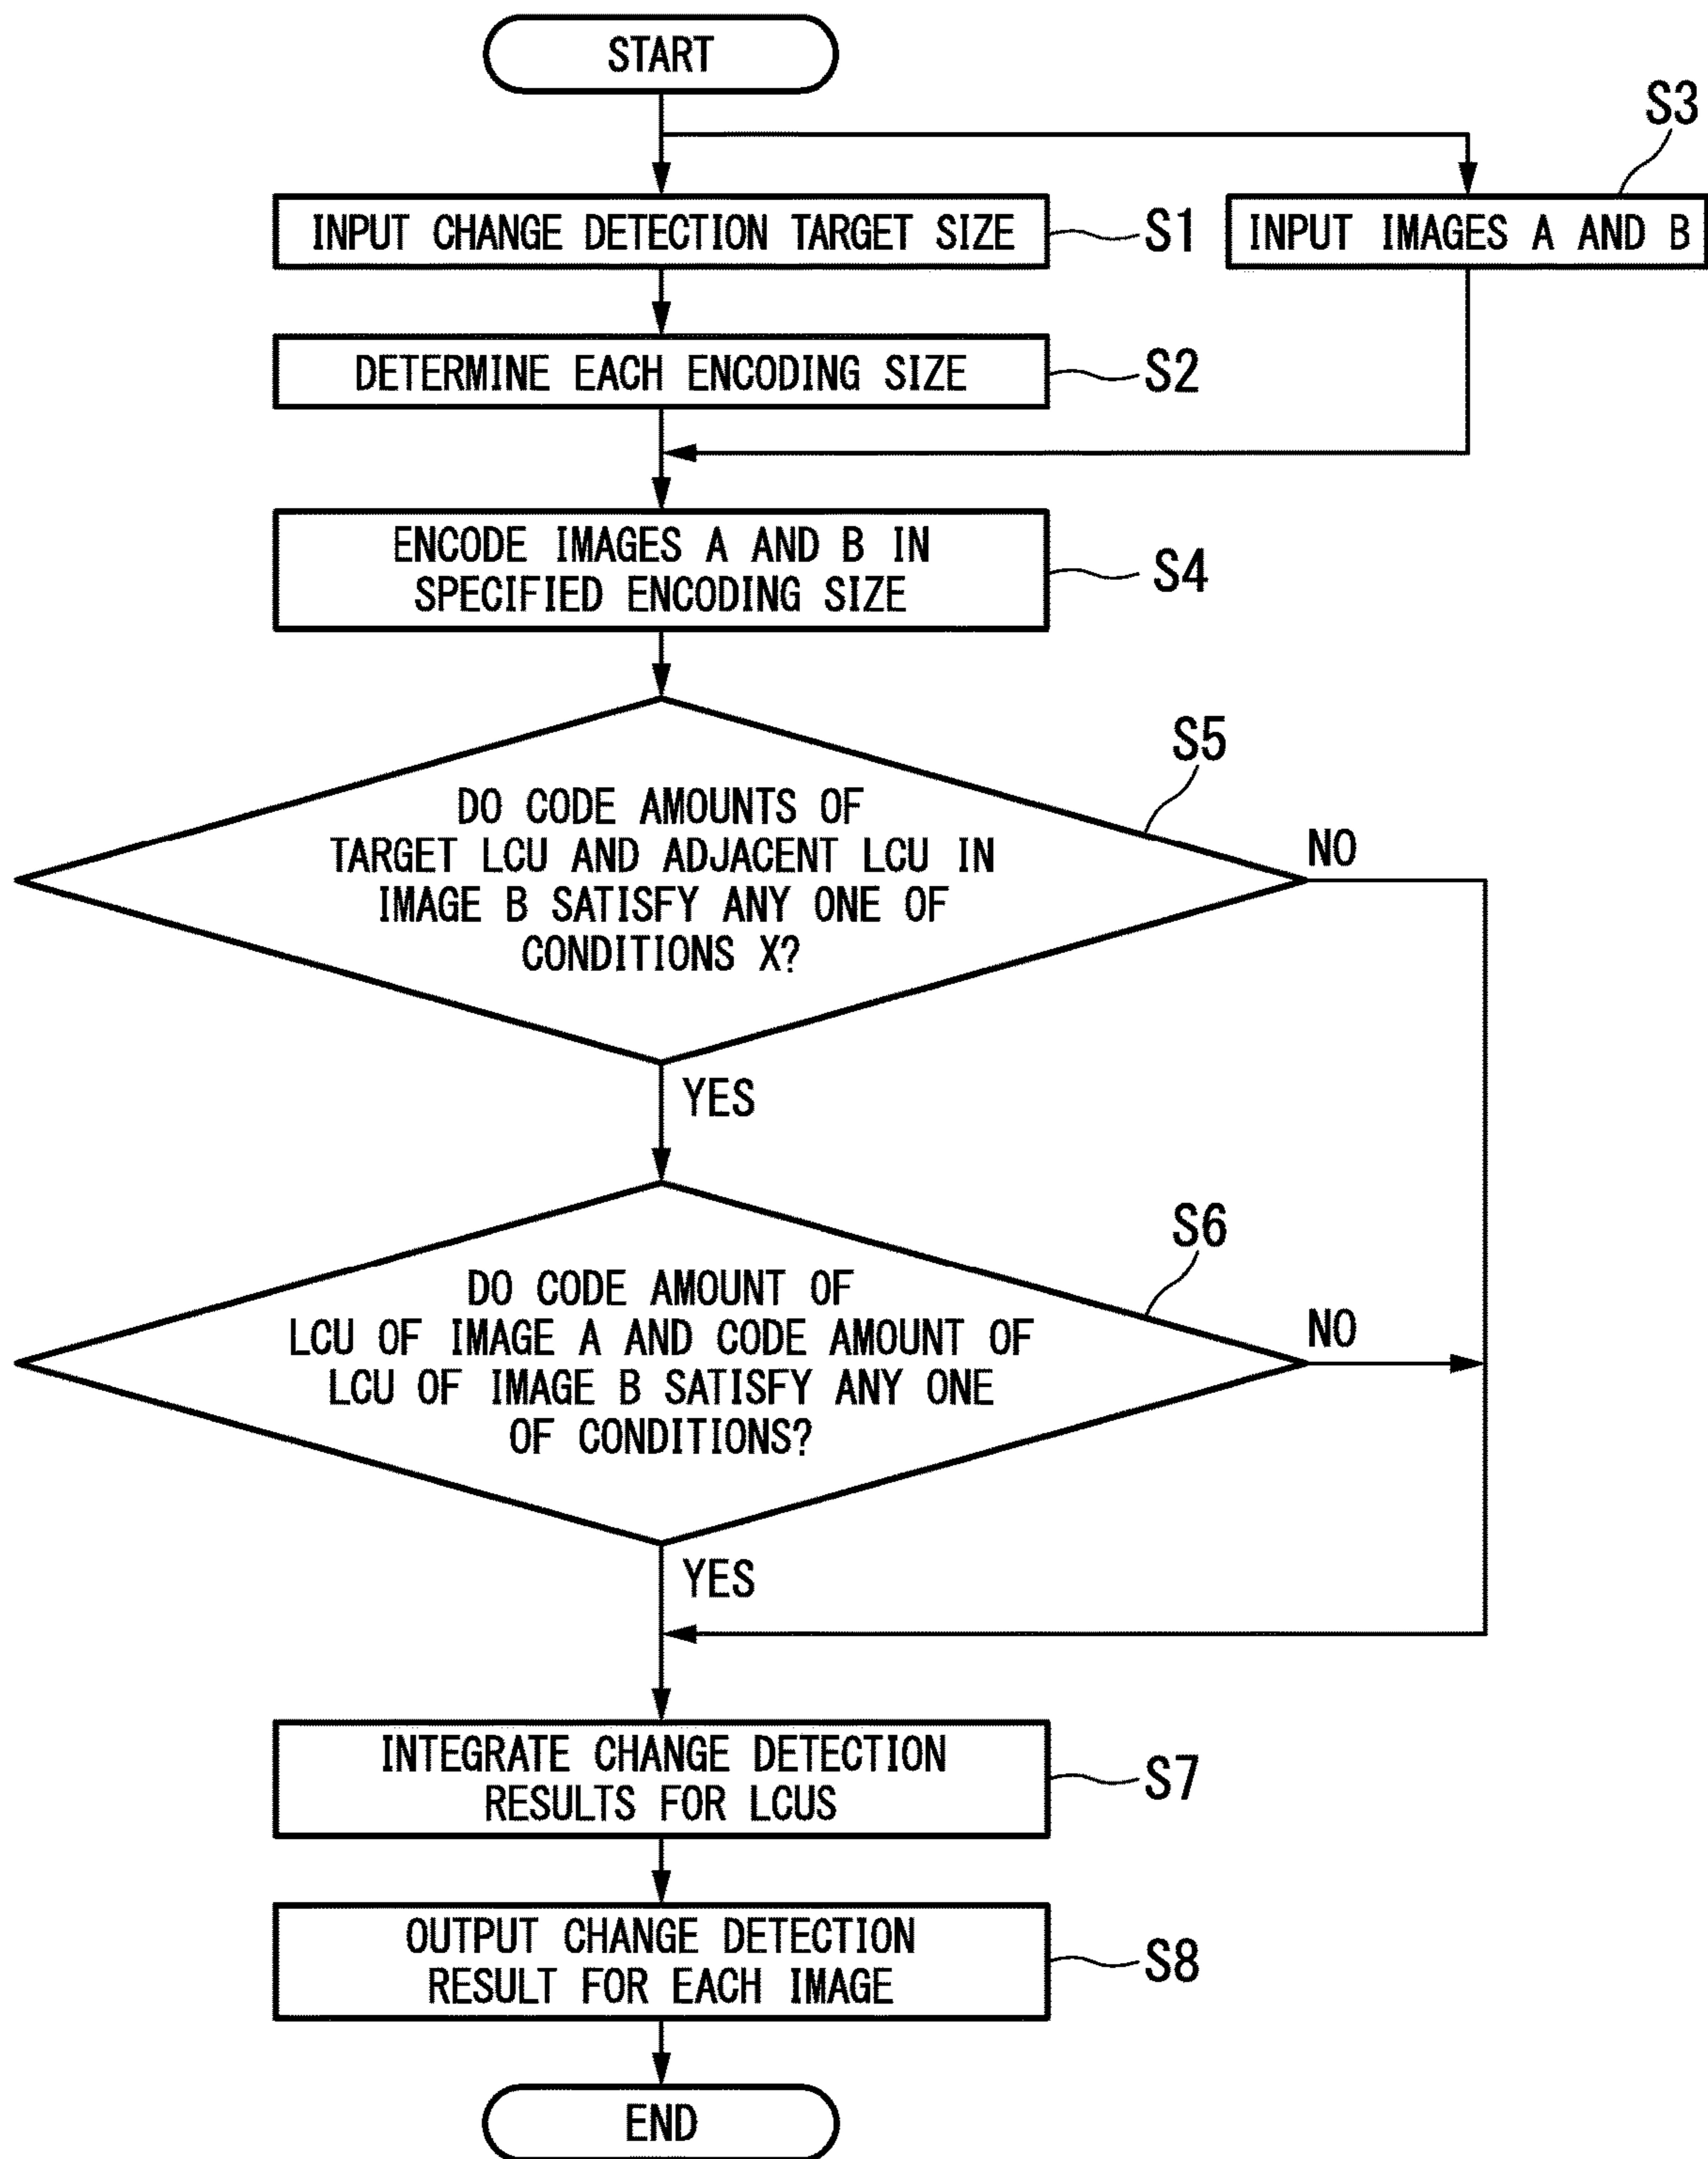 START
S3
INPUT CHANGE DETECTION TARGET SIZE
S1
INPUT IMAGES A AND B
DETERMINE EACH ENCODING SIZE
S2
ENCODE IMAGES A AND B IN
SPECIFIED ENCODING SIZE
S4
S5
DO CODE AMOUNTS OF
TARGET LCU AND ADJACENT LCU IN
IMAGE B SATISFY ANY ONE OF
CONDITIONS X?
NO
YES
S6
DO CODE AMOUNT OF
LCU OF IMAGE A AND CODE AMOUNT OF
LCU OF IMAGE B SATISFY ANY ONE
OF CONDITIONS?
NO
YES
INTEGRATE CHANGE DETECTION
RESULTS FOR LCUS
S7
OUTPUT CHANGE DETECTION
RESULT FOR EACH IMAGE
S8
END